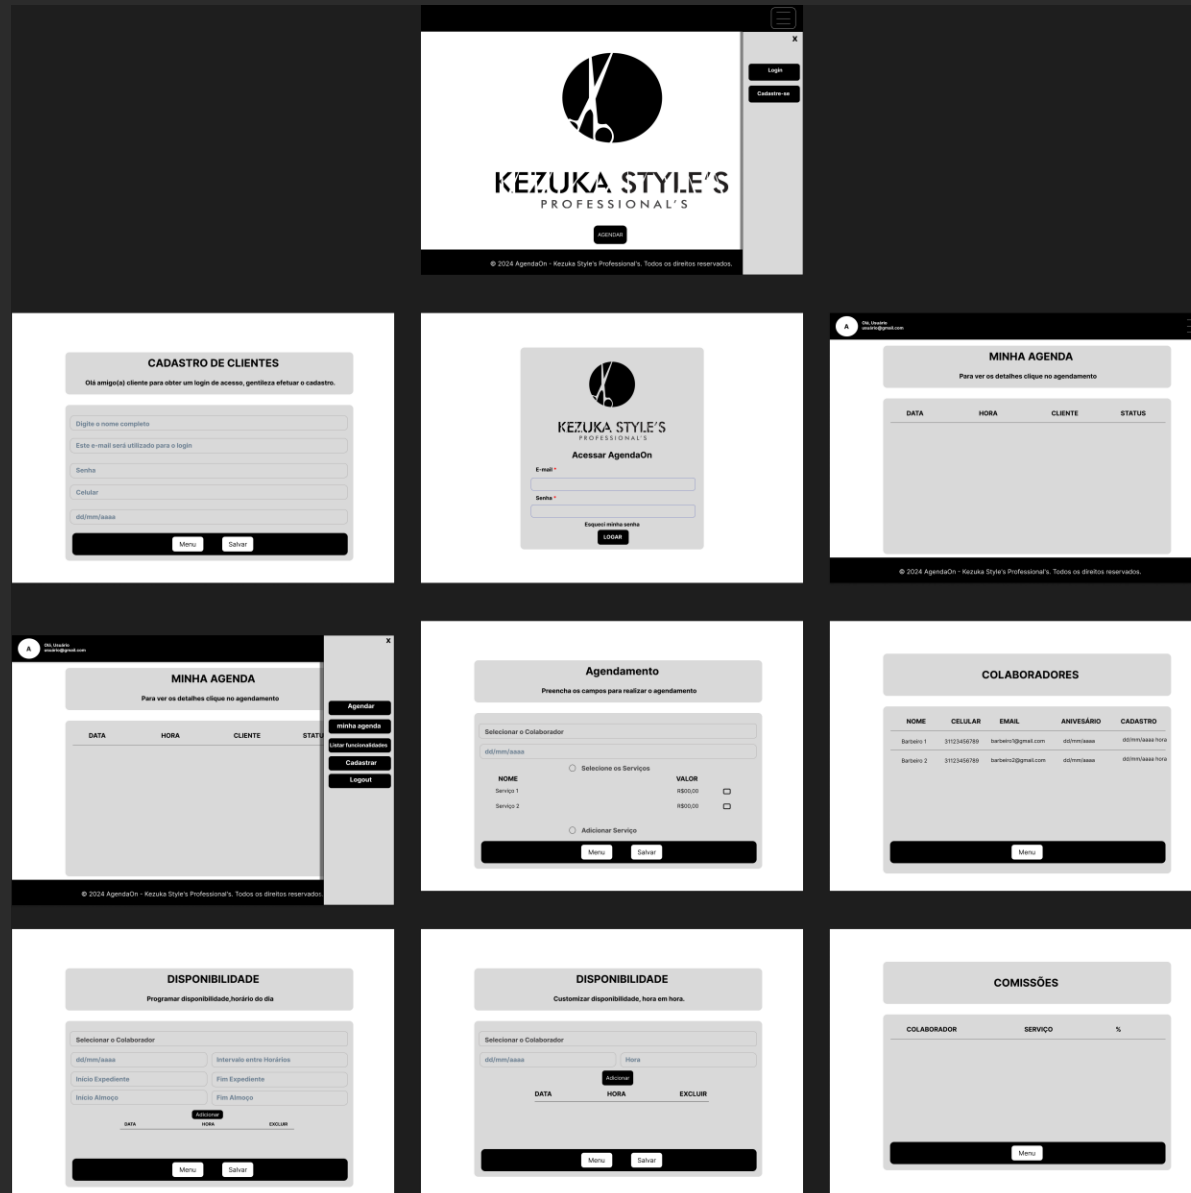 X
Login
Cadastre-se
KEZUKA STYLE'S
PROFESSIONAL'S
AGENDAR
© 2024 AgendaOn - Kezuka Style's Professional's. Todos os direitos reservados.
CADASTRO DE CLIENTES
Olá amigo(a) cliente para obter um login de acesso, gentileza efetuar o cadastro.
Digite o nome completo
Este e-mail será utilizado para o login
Senha
Celular
dd/mm/aaaa
Menu Salvar
KEZUKA STYLE'S
PROFESSIONAL'S
Acessar AgendaOn
E-mail *
Senha *
Esqueci minha senha
LOGAR
A
Olá, Usuário
usuário@gmail.com
MINHA AGENDA
Para ver os detalhes clique no agendamento
DATA HORA CLIENTE STATUS
© 2024 AgendaOn - Kezuka Style's Professional's. Todos os direitos reservados.
A
Olá, Usuário
usuário@gmail.com
X
MINHA AGENDA
Para ver os detalhes clique no agendamento
DATA HORA CLIENTE STATU
Agendar
minha agenda
Listar funcionalidades
Cadastrar
Logout
© 2024 AgendaOn - Kezuka Style's Professional's. Todos os direitos reservados.
Agendamento
Preencha os campos para realizar o agendamento
Selecionar o Colaborador
dd/mm/aaaa
Selecione os Serviços
NOME VALOR
Serviço 1 R$00,00
Serviço 2 R$00,00
Adicionar Serviço
Menu Salvar
COLABORADORES
NOME CELULAR EMAIL ANIVESÁRIO CADASTRO
Barbeiro 1 31123456789 barbeiro1@gmail.com dd/mm/aaaa dd/mm/aaaa hora
Barbeiro 2 31123456789 barbeiro2@gmail.com dd/mm/aaaa dd/mm/aaaa hora
Menu
DISPONIBILIDADE
Programar disponibilidade,horário do dia
Selecionar o Colaborador
dd/mm/aaaa Intervalo entre Horários
Início Expediente Fim Expediente
Início Almoço Fim Almoço
Adicionar
DATA HORA EXCLUIR
Menu Salvar
DISPONIBILIDADE
Customizar disponibilidade, hora em hora.
Selecionar o Colaborador
dd/mm/aaaa Hora
Adicionar
DATA HORA EXCLUIR
Menu Salvar
COMISSÕES
COLABORADOR SERVIÇO %
Menu